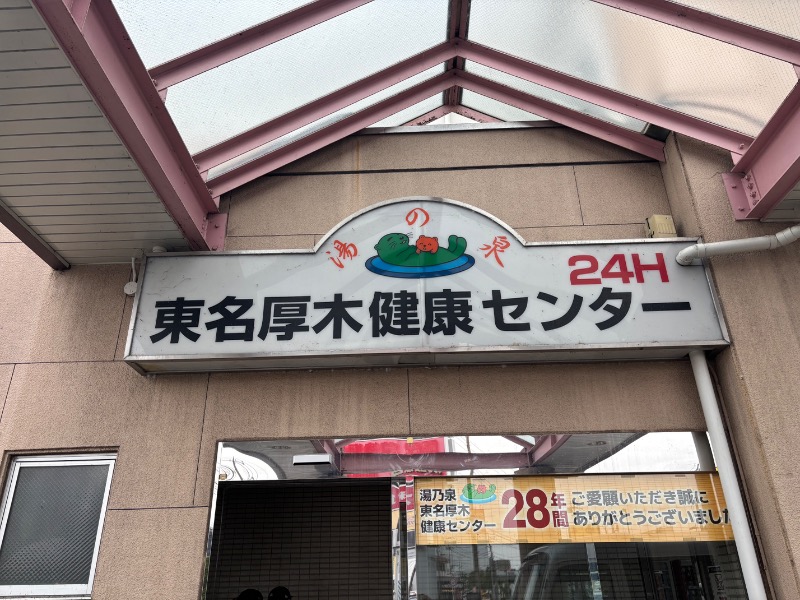 湯の泉
24H
東名厚木健康センター
湯乃泉
東名厚木
健康センター
28年間
ご愛顧いただき誠に
ありがとうございました